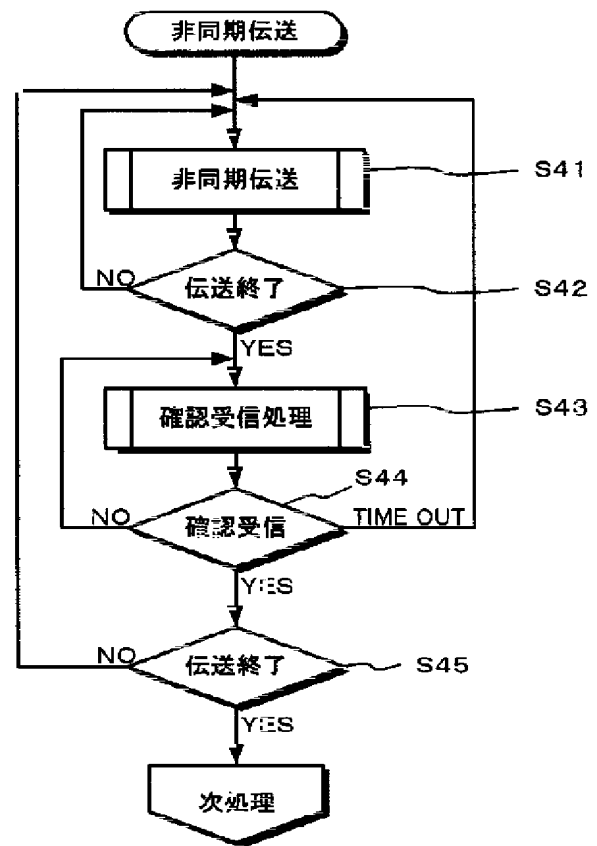 非同期伝送
非同期伝送
S41
NO
伝送終了
S42
YES
確認受信処理
S43
S44
NO
確認受信
TIME OUT
YES
NO
伝送終了
S45
YES
次処理